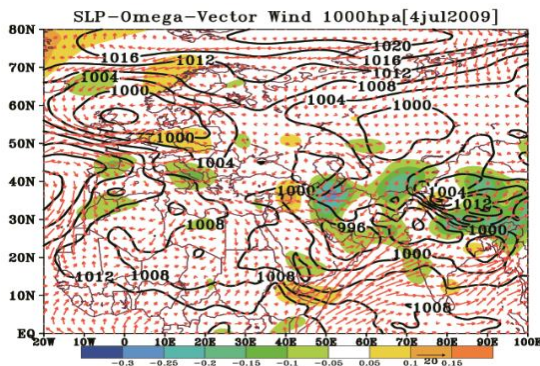 SLP-Omega-Vector Wind 1000hpa[4jul2009]
80N
70N
60N
50N
40N
30N
20N
10N
EQ
1020
1016 1012 1016
1004 1012
1000 1004 1008
1000
1004
1000 1004
1008 1012
996 1000
1012 1008 1008 1000
1008
20W 10W 0 10E 20E 30E 40E 50E 60E 70E 80E 90E 100E
-0.3 -0.25 -0.2 -0.15 -0.1 -0.05 0.05 0.1 20 0.15